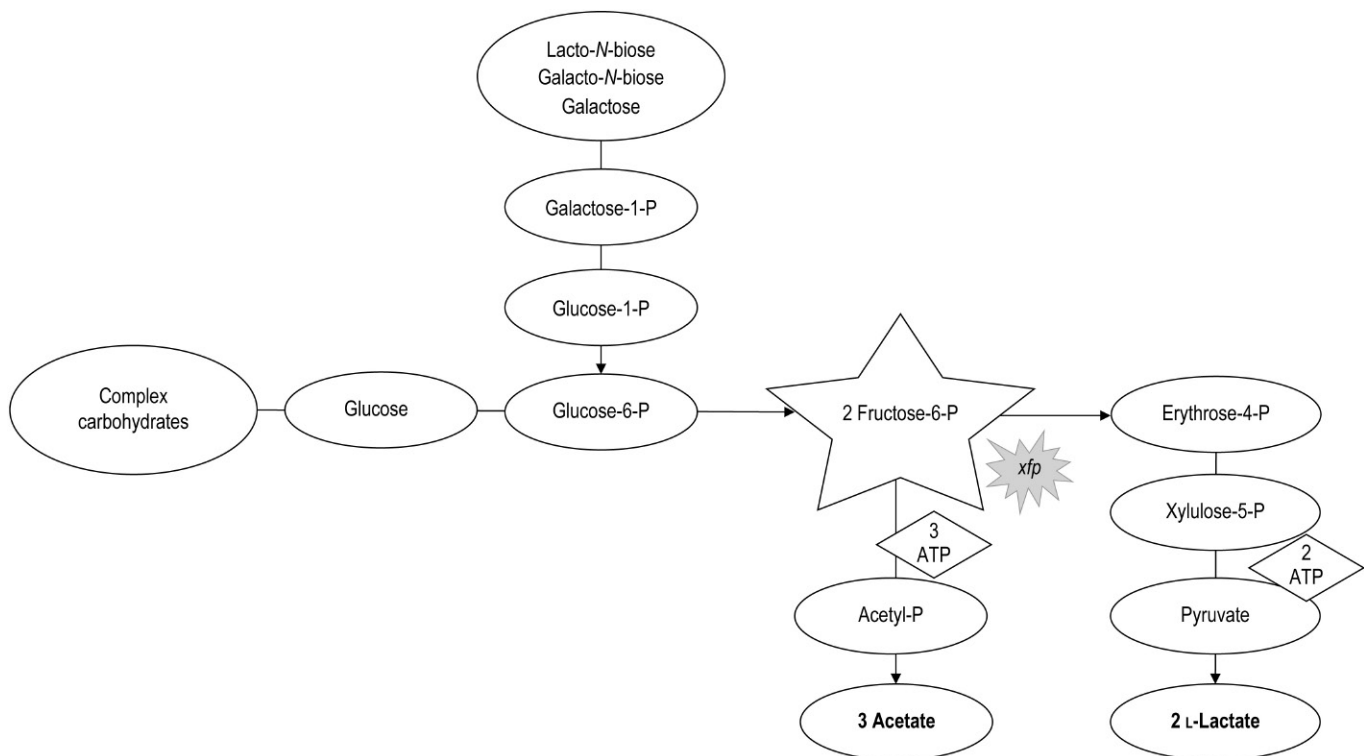 Lacto-N-biose
Galacto-N-biose
Galactose
Galactose-1-P
Glucose-1-P
Complex
carbohydrates
Glucose
Glucose-6-P
2 Fructose-6-P
Erythrose-4-P
xfp
Xylulose-5-P
3
ATP
2
ATP
Acetyl-P
Pyruvate
3 Acetate
2 L-Lactate